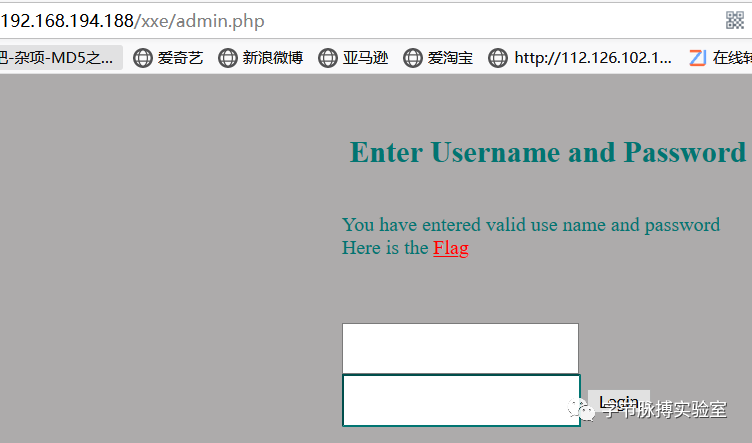 192.168.194.188/xxe/admin.php
吧-杂项-MD5之... 爱奇艺 新浪微博 亚马逊 爱淘宝 http://112.126.102.1... 在线转
Enter Username and Password
You have entered valid use name and password
Here is the Flag
Login
字节脉搏实验室